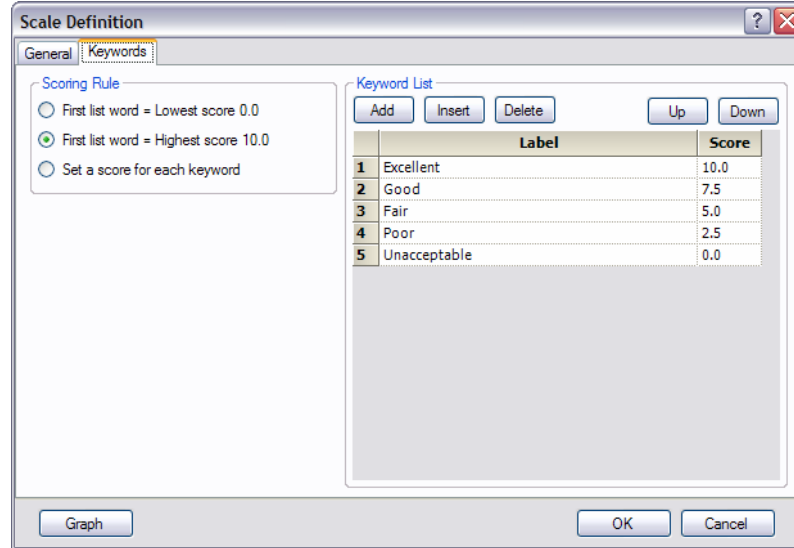 Scale Definition
?
General Keywords
Scoring Rule
First list word = Lowest score 0.0
First list word = Highest score 10.0
Set a score for each keyword
Keyword List
Add Insert Delete Up Down
Label Score
1 Excellent 10.0
2 Good 7.5
3 Fair 5.0
4 Poor 2.5
5 Unacceptable 0.0
Graph OK Cancel